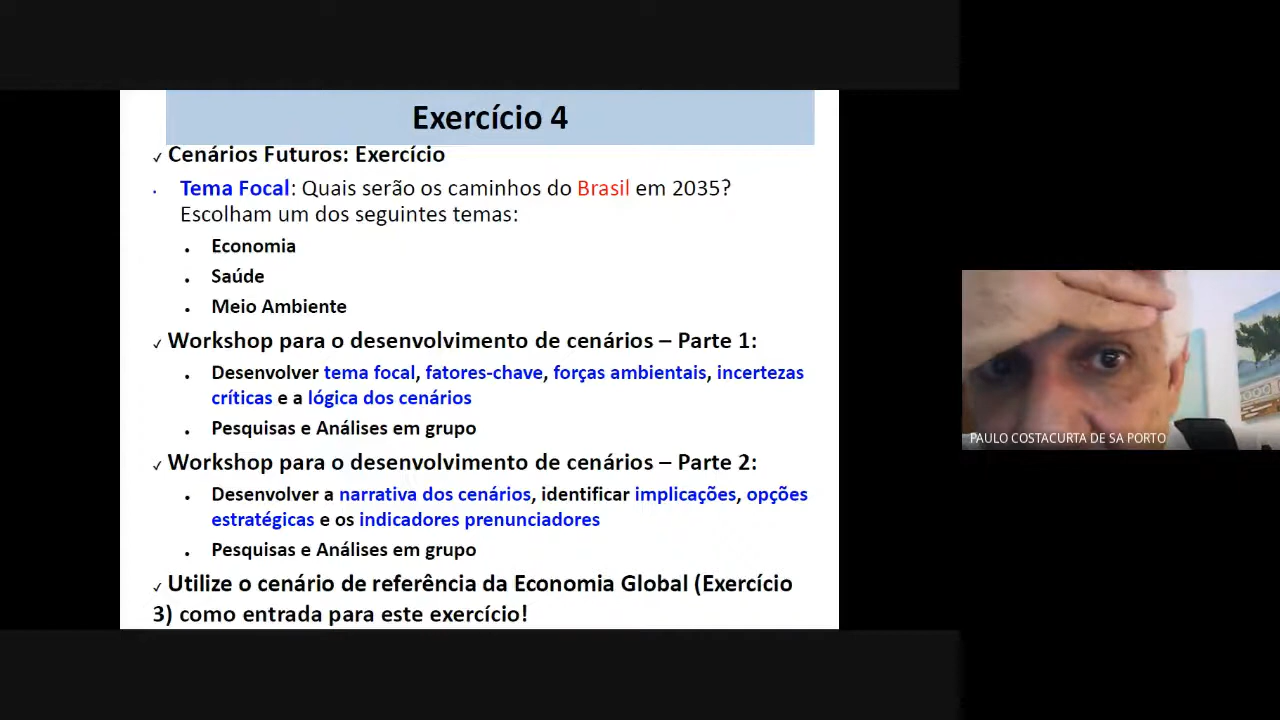 Exercício 4
✓ Cenários Futuros: Exercício
• Tema Focal: Quais serão os caminhos do Brasil em 2035?
Escolham um dos seguintes temas:
• Economia
• Saúde
• Meio Ambiente
✓ Workshop para o desenvolvimento de cenários – Parte 1:
• Desenvolver tema focal, fatores-chave, forças ambientais, incertezas
críticas e a lógica dos cenários
• Pesquisas e Análises em grupo
✓ Workshop para o desenvolvimento de cenários – Parte 2:
• Desenvolver a narrativa dos cenários, identificar implicações, opções
estratégicas e os indicadores prenunciadores
• Pesquisas e Análises em grupo
✓ Utilize o cenário de referência da Economia Global (Exercício
3) como entrada para este exercício!
PAULO COSTACURTA DE SA PORTO